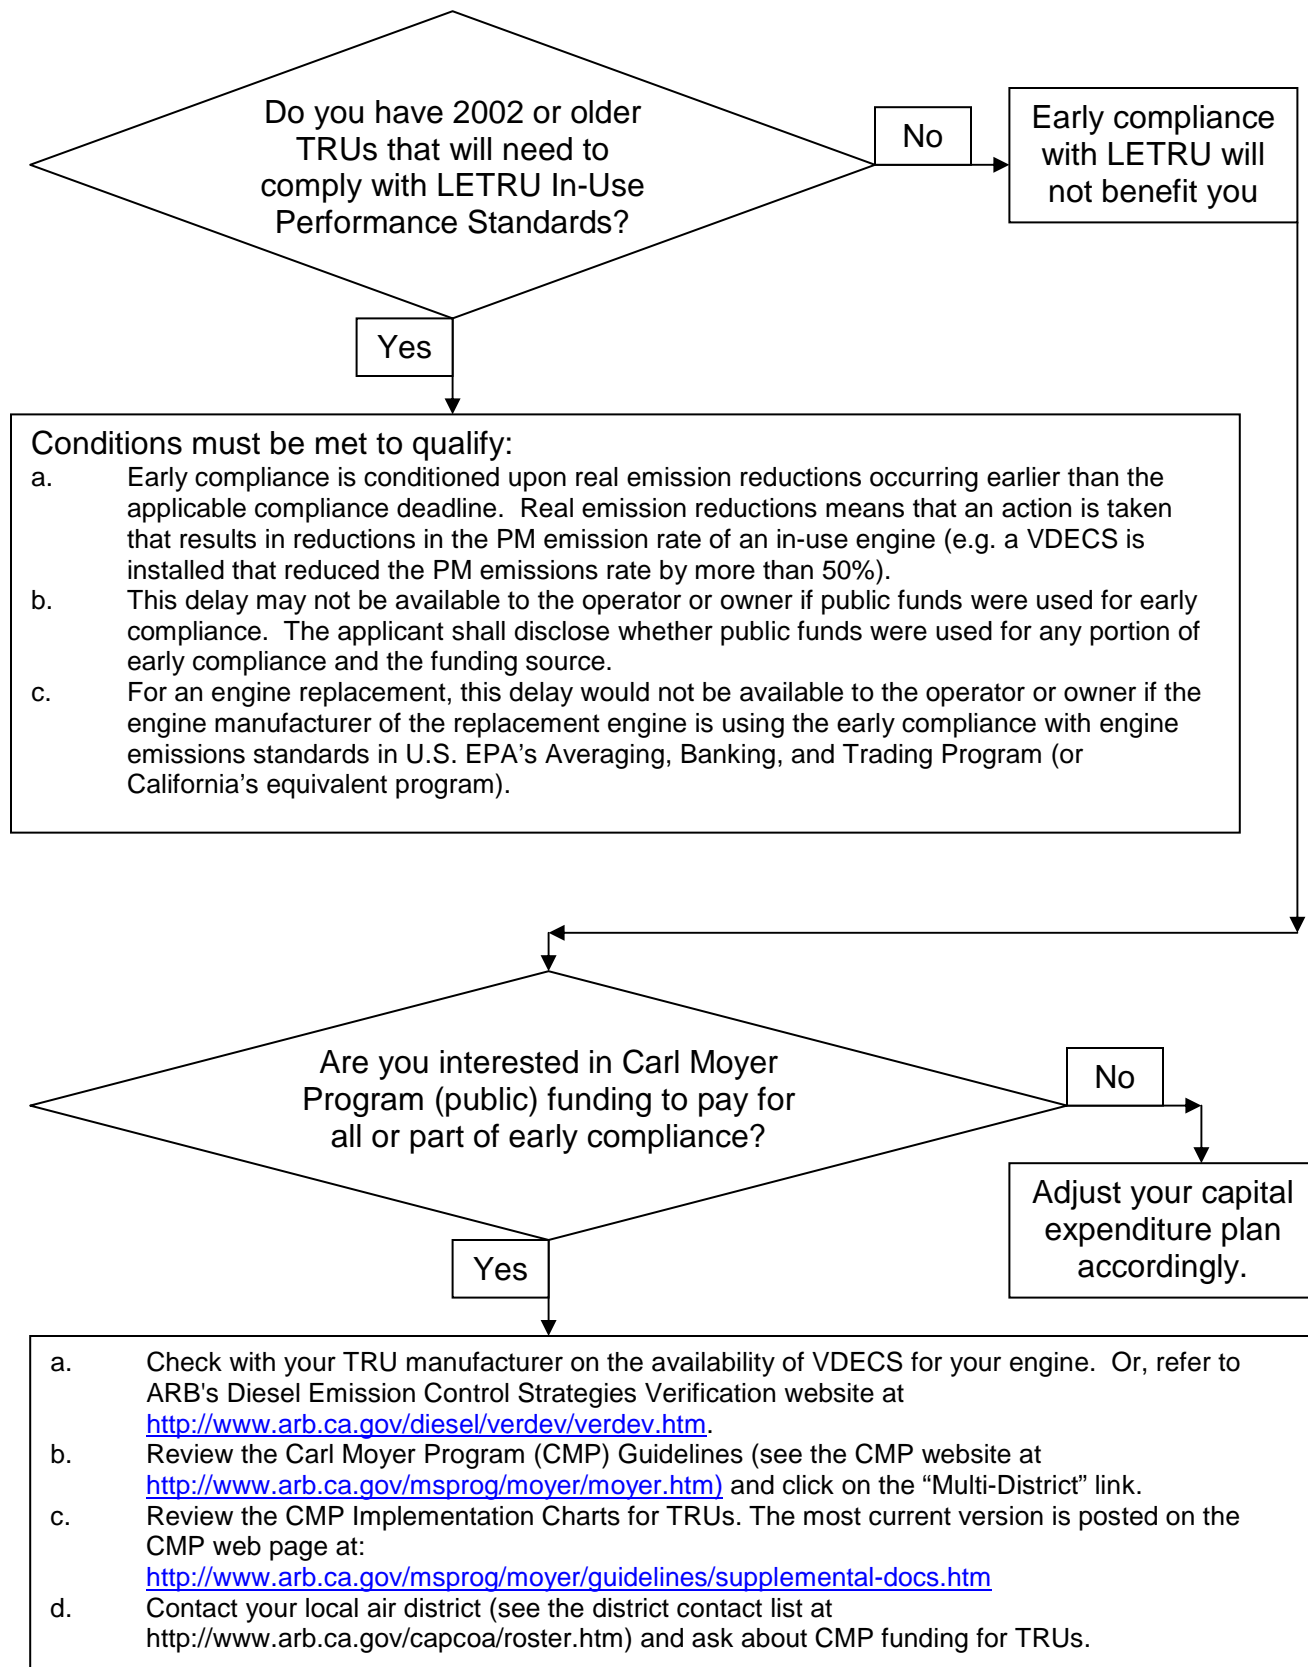 Do you have 2002 or older
TRUs that will need to
comply with LETRU In-Use
Performance Standards?
No
Early compliance
with LETRU will
not benefit you
Yes
Conditions must be met to qualify:
a. Early compliance is conditioned upon real emission reductions occurring earlier than the
applicable compliance deadline. Real emission reductions means that an action is taken
that results in reductions in the PM emission rate of an in-use engine (e.g. a VDECS is
installed that reduced the PM emissions rate by more than 50%).
b. This delay may not be available to the operator or owner if public funds were used for early
compliance. The applicant shall disclose whether public funds were used for any portion of
early compliance and the funding source.
c. For an engine replacement, this delay would not be available to the operator or owner if the
engine manufacturer of the replacement engine is using the early compliance with engine
emissions standards in U.S. EPA’s Averaging, Banking, and Trading Program (or
California’s equivalent program).
Are you interested in Carl Moyer
Program (public) funding to pay for
all or part of early compliance?
No
Adjust your capital
expenditure plan
accordingly.
Yes
a. Check with your TRU manufacturer on the availability of VDECS for your engine. Or, refer to
ARB's Diesel Emission Control Strategies Verification website at
http://www.arb.ca.gov/diesel/verdev/verdev.htm.
b. Review the Carl Moyer Program (CMP) Guidelines (see the CMP website at
http://www.arb.ca.gov/msprog/moyer/moyer.htm) and click on the “Multi-District” link.
c. Review the CMP Implementation Charts for TRUs. The most current version is posted on the
CMP web page at:
http://www.arb.ca.gov/msprog/moyer/guidelines/supplemental-docs.htm
d. Contact your local air district (see the district contact list at
http://www.arb.ca.gov/capcoa/roster.htm) and ask about CMP funding for TRUs.